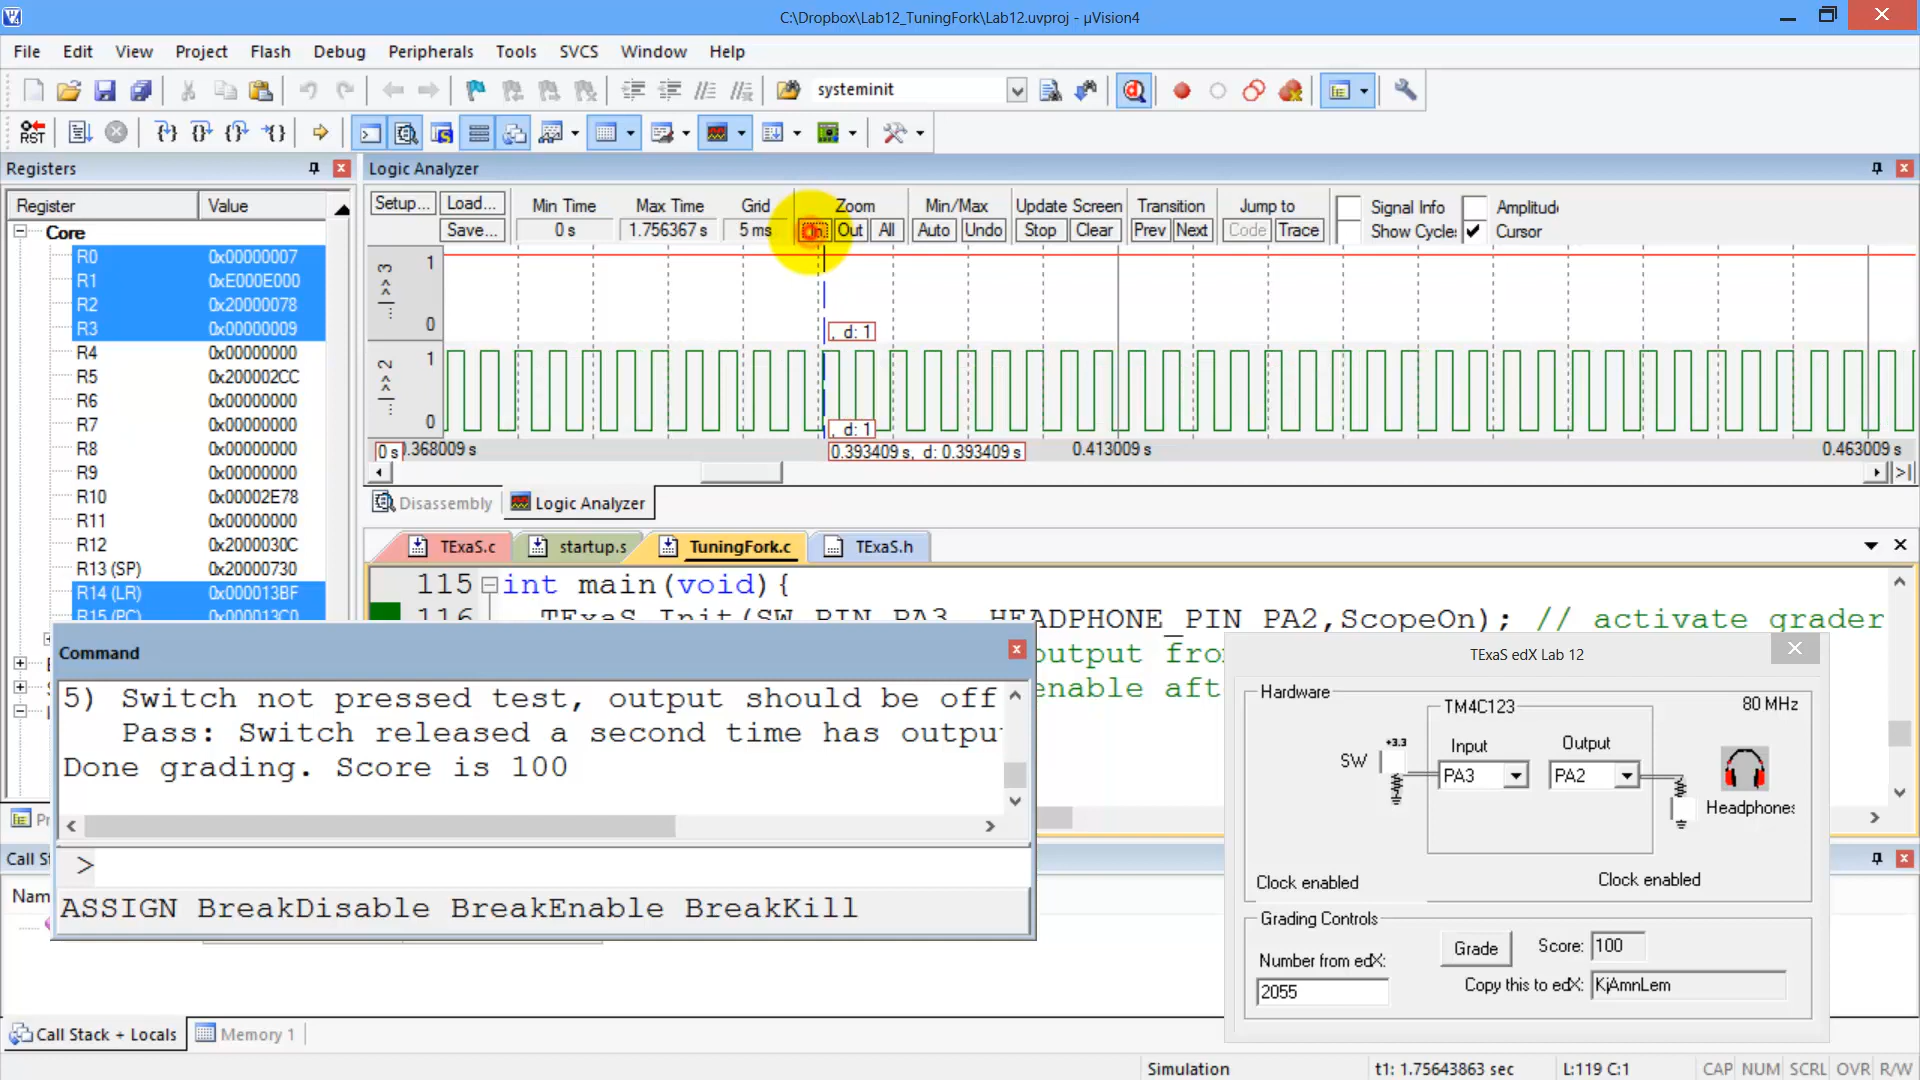 C:\Dropbox\Lab12_TuningFork\Lab12.uvproj - µVision4
File Edit View Project Flash Debug Peripherals Tools SVCS Window Help
systeminit
RST
Registers
Logic Analyzer
Register Value
Core
R0 0x00000007
R1 0xE000E000
R2 0x20000078
R3 0x00000009
R4 0x00000000
R5 0x200002CC
R6 0x00000000
R7 0x00000000
R8 0x00000000
R9 0x00000000
R10 0x00002E78
R11 0x00000000
R12 0x2000030C
R13 (SP) 0x20000730
R14 (LR) 0x000013BF
R15 (PC) 0x000013C0
Setup... Load... Min Time Max Time Grid Zoom Min/Max Update Screen Transition Jump to Signal Info Amplitude
Save... 0 s 1.756367 s 5 ms In Out All Auto Undo Stop Clear Prev Next Code Trace Show Cycles Cursor
1
3
0
, d: 1
1
2
0
, d: 1
0 s 0.368009 s 0.393409 s, d: 0.393409 s 0.413009 s 0.463009 s
Disassembly Logic Analyzer
TExaS.c startup.s TuningFork.c TExaS.h
115 int main(void){
116 TExaS_Init(SW_PIN_PA3, HEADPHONE_PIN_PA2,ScopeOn); // activate grader
output
enable
Command
5) Switch not pressed test, output should be off
Pass: Switch released a second time has outpu
Done grading. Score is 100
>
ASSIGN BreakDisable BreakEnable BreakKill
TExaS edX Lab 12
Hardware
80 MHz
TM4C123
+3.3
SW
Input Output
PA3 PA2
Headphones
Clock enabled Clock enabled
Grading Controls
Number from edX:
2055
Grade
Score: 100
Copy this to edX: KjAmnLem
Call Stack + Locals Memory 1
Simulation t1: 1.75643863 sec L:119 C:1 CAP NUM SCRL OVR R/W